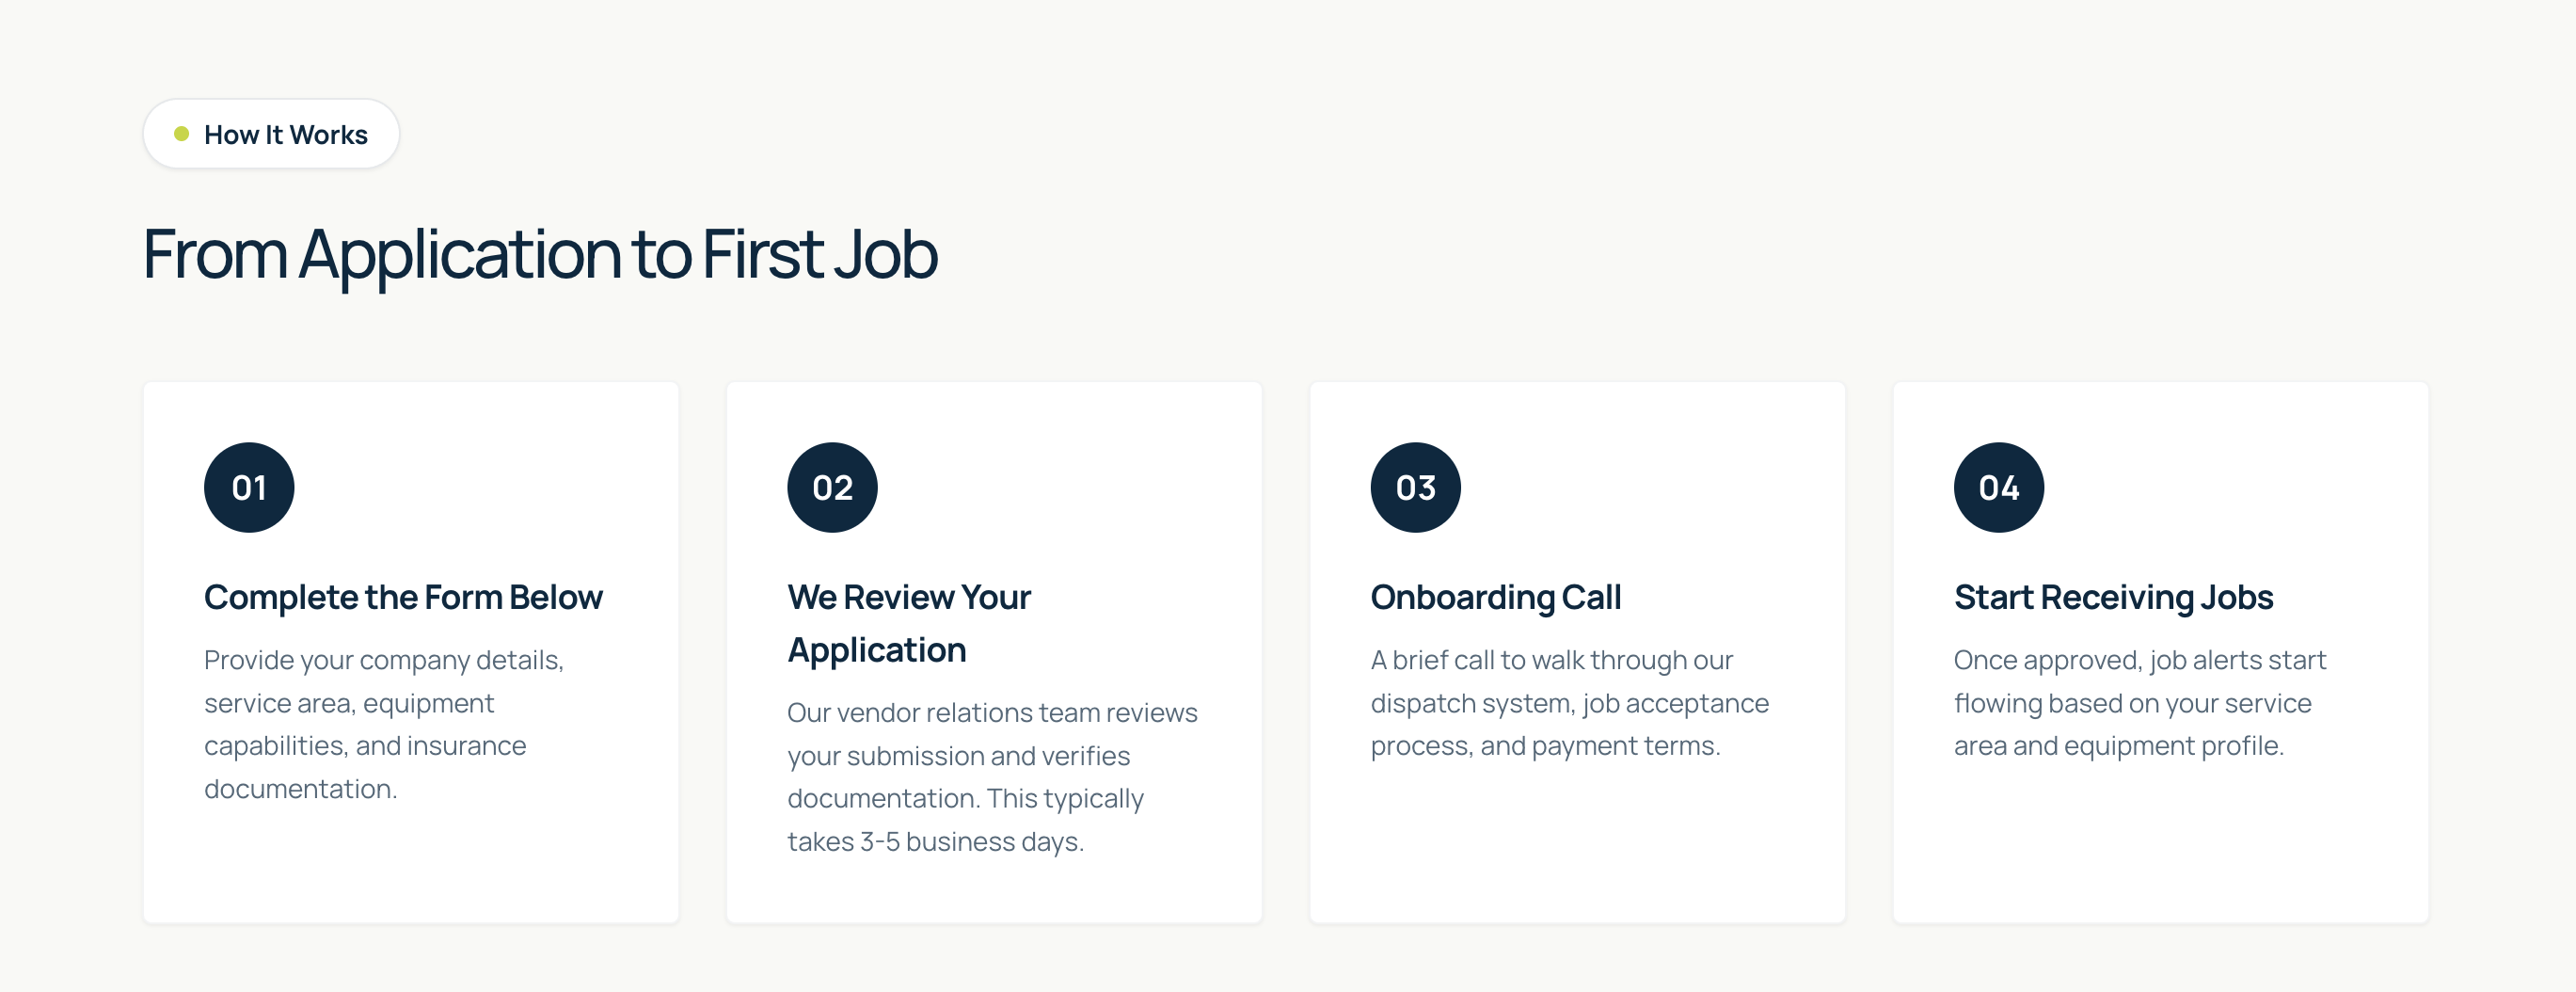 How It Works
From Application to First Job
01
Complete the Form Below
Provide your company details,
service area, equipment
capabilities, and insurance
documentation.
02
We Review Your
Application
Our vendor relations team reviews
your submission and verifies
documentation. This typically
takes 3-5 business days.
03
Onboarding Call
A brief call to walk through our
dispatch system, job acceptance
process, and payment terms.
04
Start Receiving Jobs
Once approved, job alerts start
flowing based on your service
area and equipment profile.